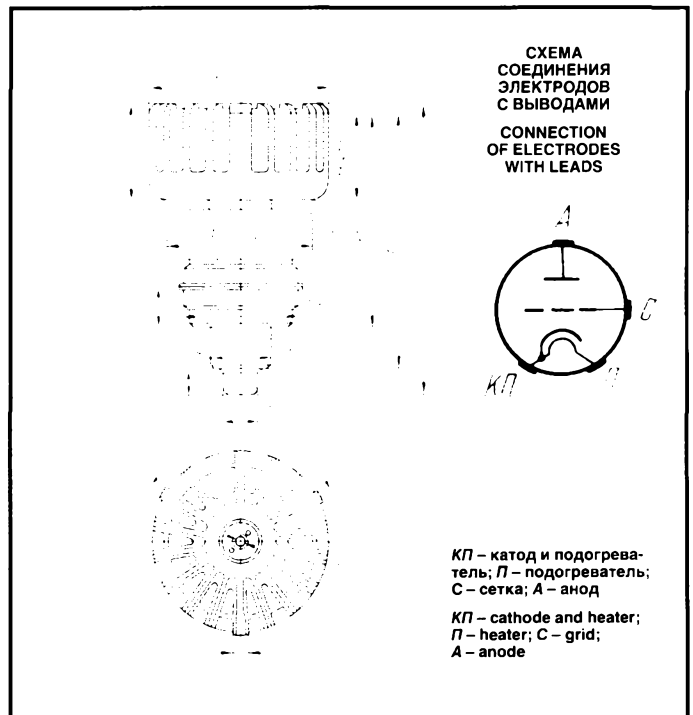 СХЕМА
СОЕДИНЕНИЯ
ЭЛЕКТРОДОВ
С ВЫВОДАМИ
CONNECTION
OF ELECTRODES
WITH LEADS
А
С
КП
П
КП – катод и подогрева-
тель; П – подогреватель;
С – сетка; А – анод
КП – cathode and heater;
П – heater; С – grid;
А – anode